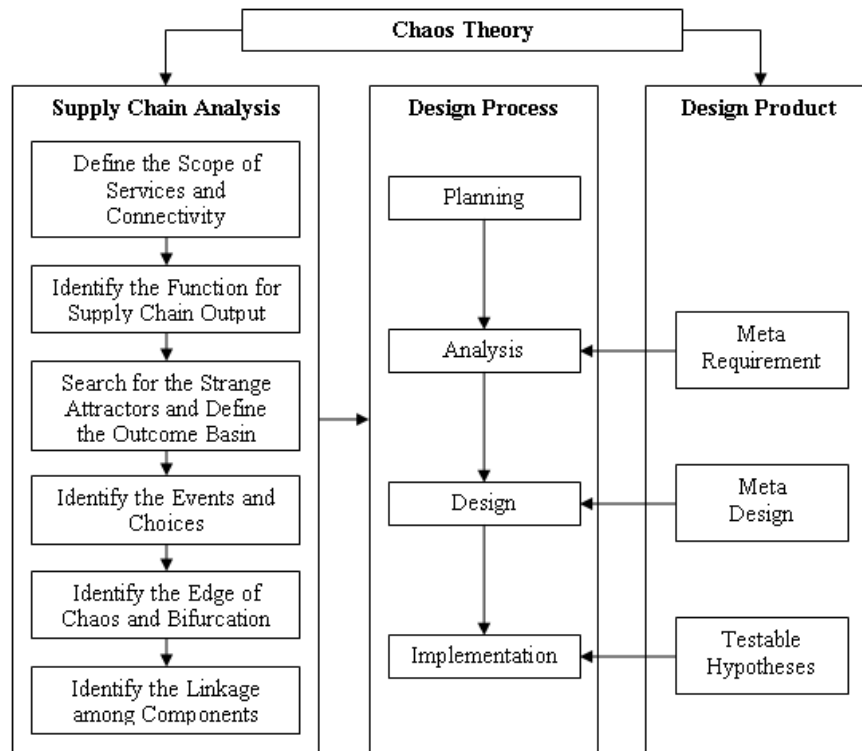 Chaos Theory
Supply Chain Analysis
Define the Scope of
Services and
Connectivity
Identify the Function for
Supply Chain Output
Search for the Strange
Attractors and Define
the Outcome Basin
Identify the Events and
Choices
Identify the Edge of
Chaos and Bifurcation
Identify the Linkage
among Components
Design Process
Planning
Analysis
Design
Implementation
Design Product
Meta
Requirement
Meta
Design
Testable
Hypotheses